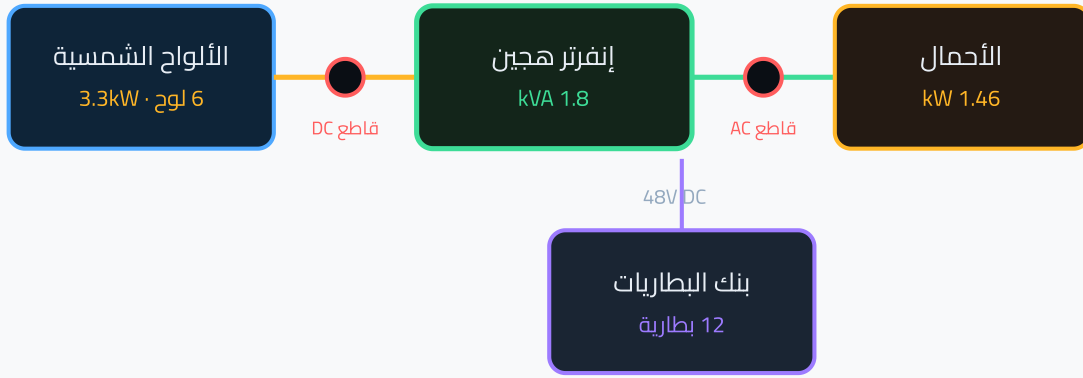 الألواح الشمسية
6 لوح · 3.3kW
قاطع DC
إنفرتر هجين
1.8 kVA
قاطع AC
الأحمال
1.46 kW
48V DC
بنك البطاريات
12 بطارية